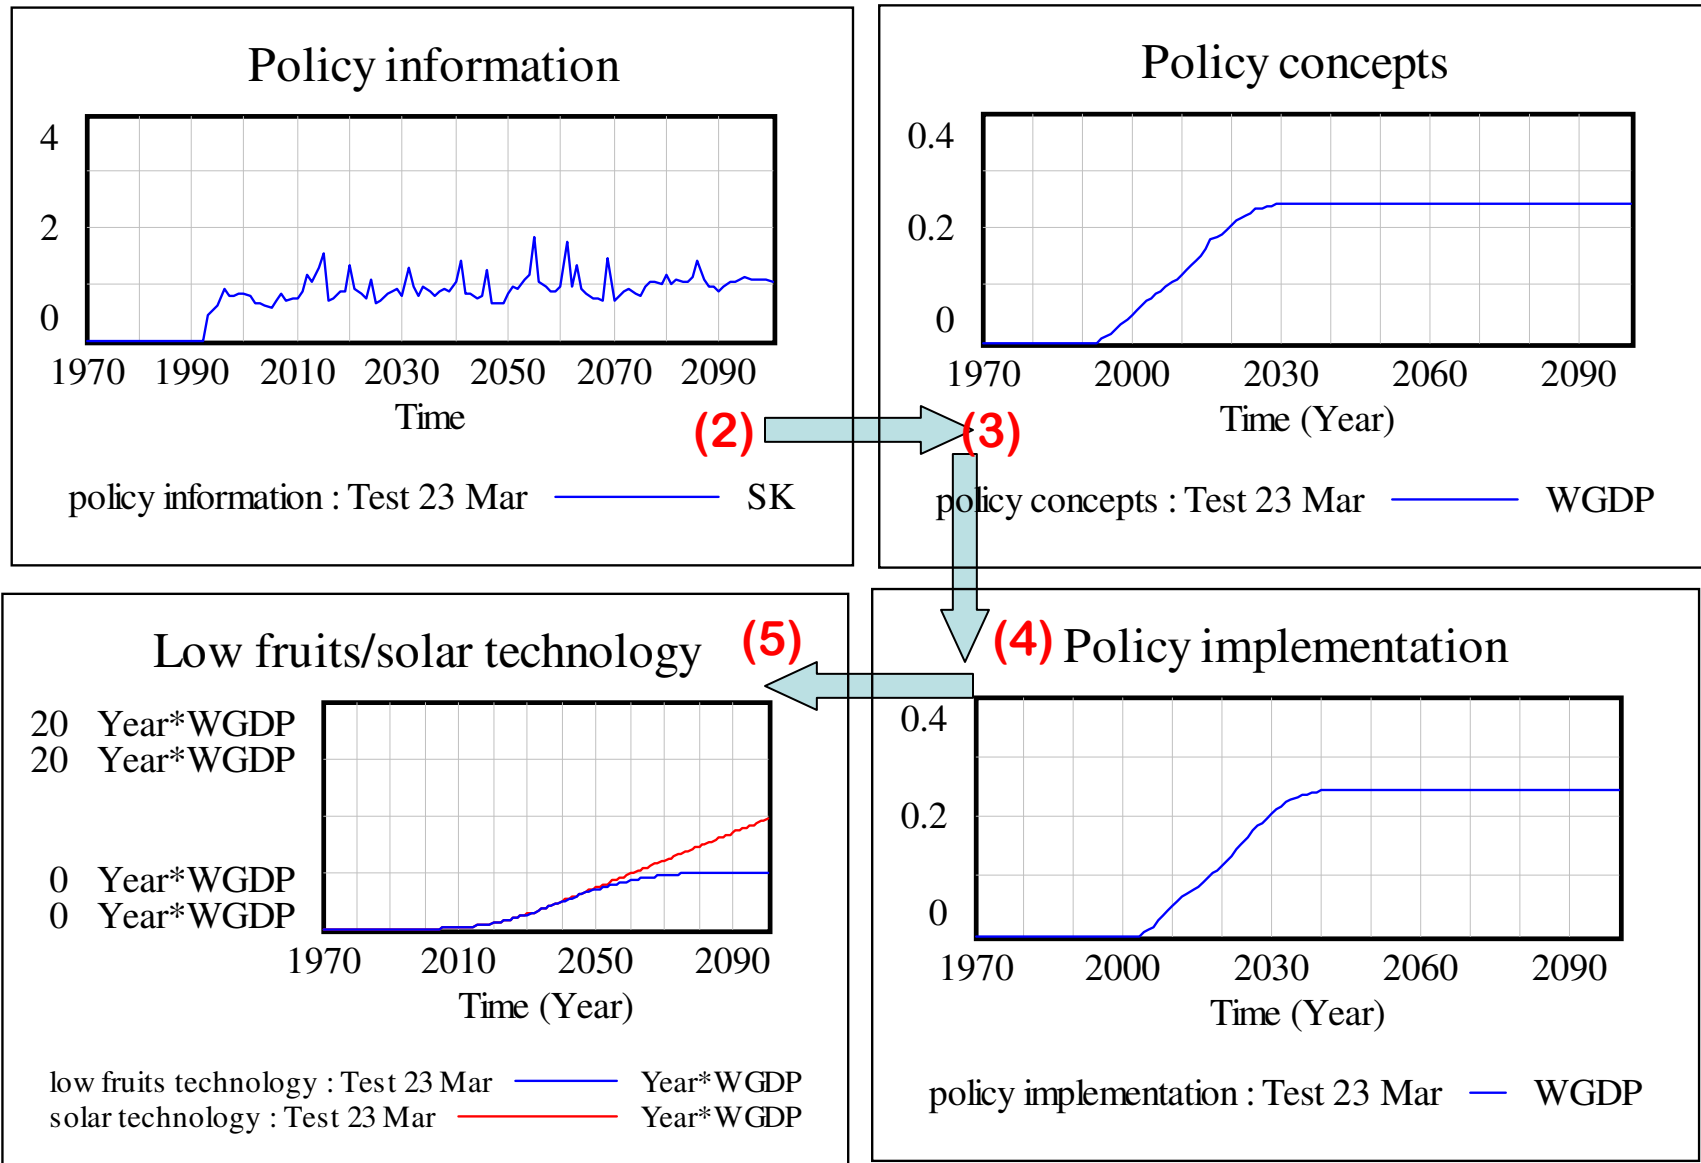 Policy information
4
2
0
1970 1990 2010 2030 2050 2070 2090
Time
policy information : Test 23 Mar SK
(2)
Policy concepts
0.4
0.2
0
1970 2000 2030 2060 2090
Time (Year)
(3)
policy concepts : Test 23 Mar WGDP
(4) Policy implementation
0.4
0.2
0
1970 2000 2030 2060 2090
Time (Year)
policy implementation : Test 23 Mar WGDP
Low fruits/solar technology (5)
20 Year*WGDP
20 Year*WGDP
0 Year*WGDP
0 Year*WGDP
1970 2010 2050 2090
Time (Year)
low fruits technology : Test 23 Mar Year*WGDP
solar technology : Test 23 Mar Year*WGDP